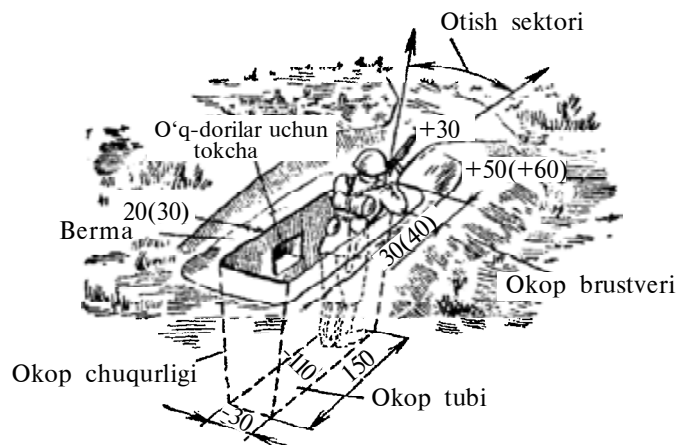 Otish sektori
+30
O‘q-dorilar uchun
tokcha
+50(+60)
20(30)
Berma
30(40)
Okop brustveri
-110
150
Okop chuqurligi
Okop tubi
-30